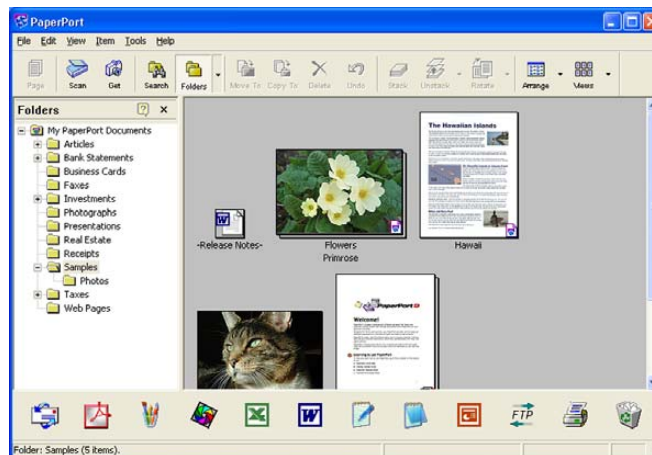 PaperPort
File Edit View Item Tools Help
Page Scan Get Search Folders Move To Copy To Delete Undo Stack Unstack Rotate Arrange Views
Folders
My PaperPort Documents
Articles
Bank Statements
Business Cards
Faxes
Investments
Photographs
Presentations
Real Estate
Receipts
Samples
Photos
Taxes
Web Pages
The Hawaiian Islands
-Release Notes-
Flowers
Primrose
Hawaii
PaperPort 9
Welcome!
FTP
Folder: Samples (5 items).